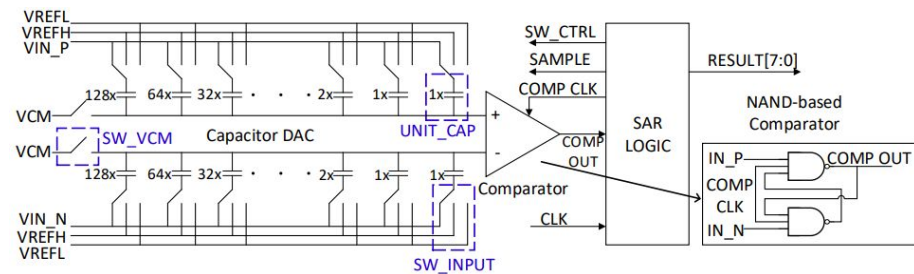 VREFL
VREFH
VIN_P
128x 64x 32x · · · 2x 1x 1x
VCM
SW_VCM
VCM
Capacitor DAC
UNIT_CAP
128x 64x 32x · · · 2x 1x 1x
VIN_N
VREFH
VREFL
SW_INPUT
+
-
Comparator
SW_CTRL
SAMPLE
COMP CLK
COMP
OUT
CLK
SAR
LOGIC
RESULT[7:0]
NAND-based
Comparator
IN_P
COMP
CLK
IN_N
COMP OUT